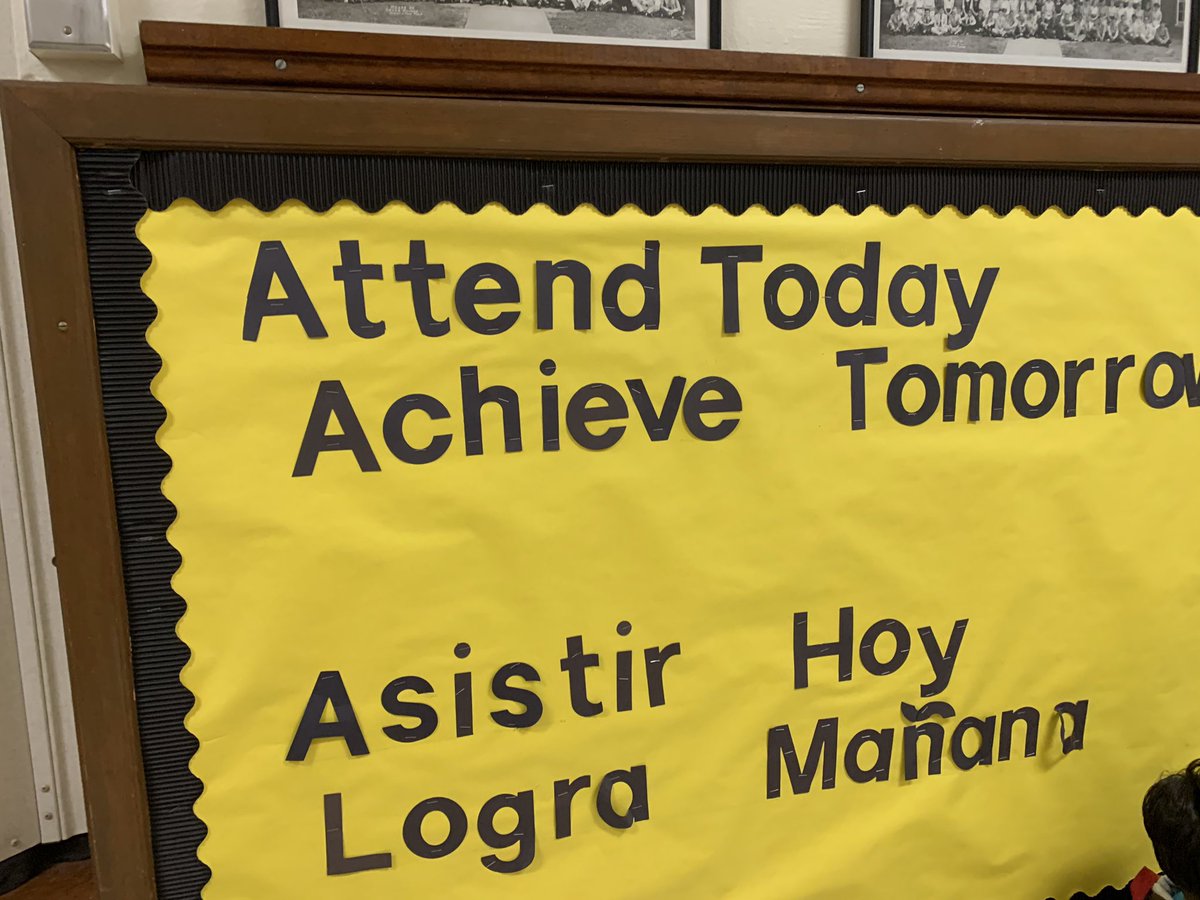 Attend Today
Achieve Tomorrow
Asistir Hoy
Logra Mañana